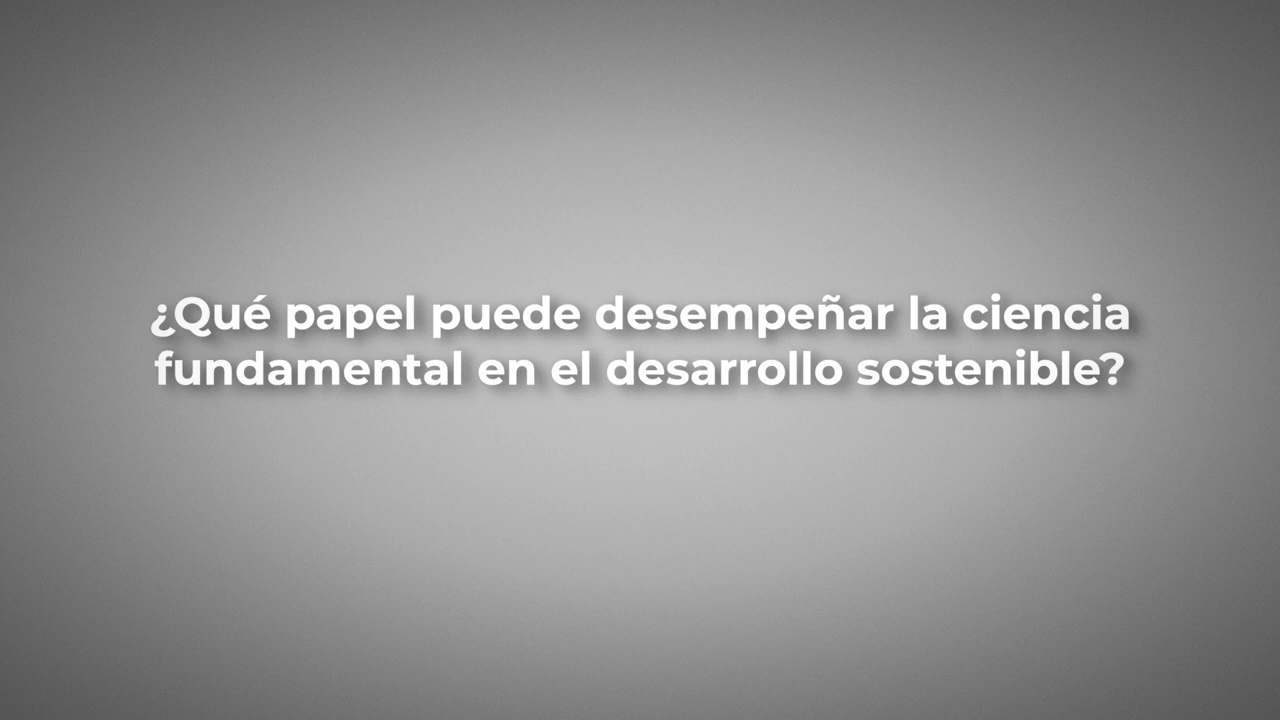 ¿Qué papel puede desempeñar la ciencia
fundamental en el desarrollo sostenible?